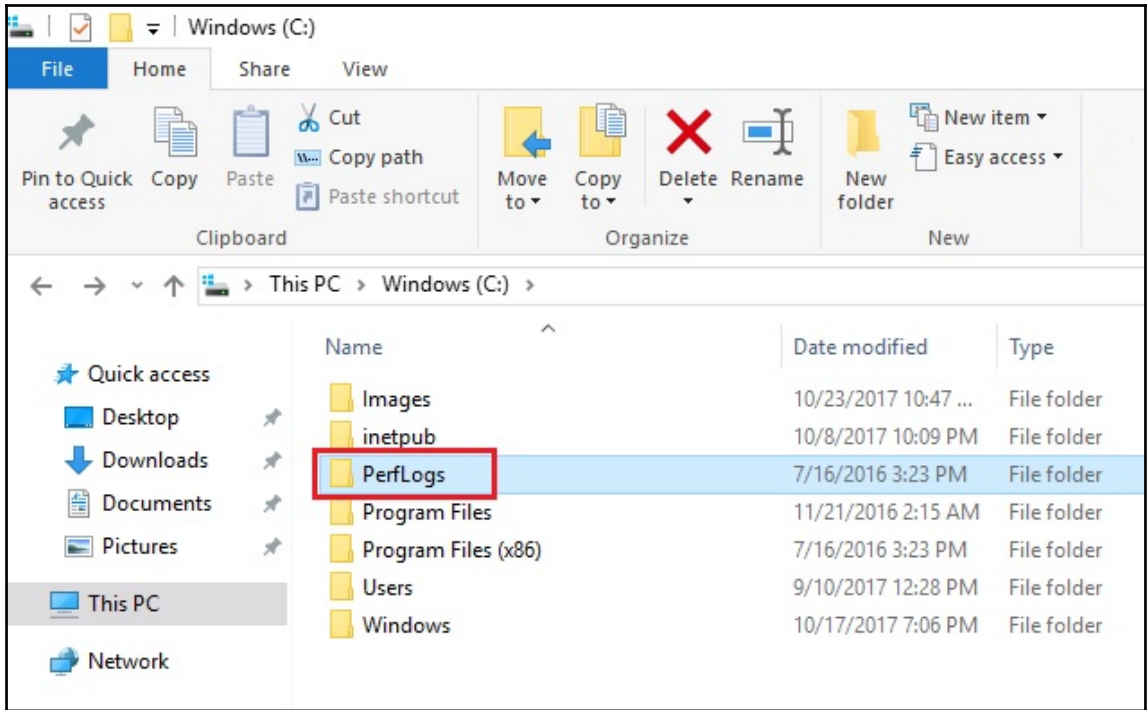 Windows (C:)
File Home Share View
Pin to Quick access
Copy
Paste
Cut
Copy path
Paste shortcut
Clipboard
Move to
Copy to
Delete
Rename
Organize
New folder
New item
Easy access
New
This PC > Windows (C:) >
Quick access
Desktop
Downloads
Documents
Pictures
This PC
Network
Name Date modified Type
Images 10/23/2017 10:47 ... File folder
inetpub 10/8/2017 10:09 PM File folder
PerfLogs 7/16/2016 3:23 PM File folder
Program Files 11/21/2016 2:15 AM File folder
Program Files (x86) 7/16/2016 3:23 PM File folder
Users 9/10/2017 12:28 PM File folder
Windows 10/17/2017 7:06 PM File folder